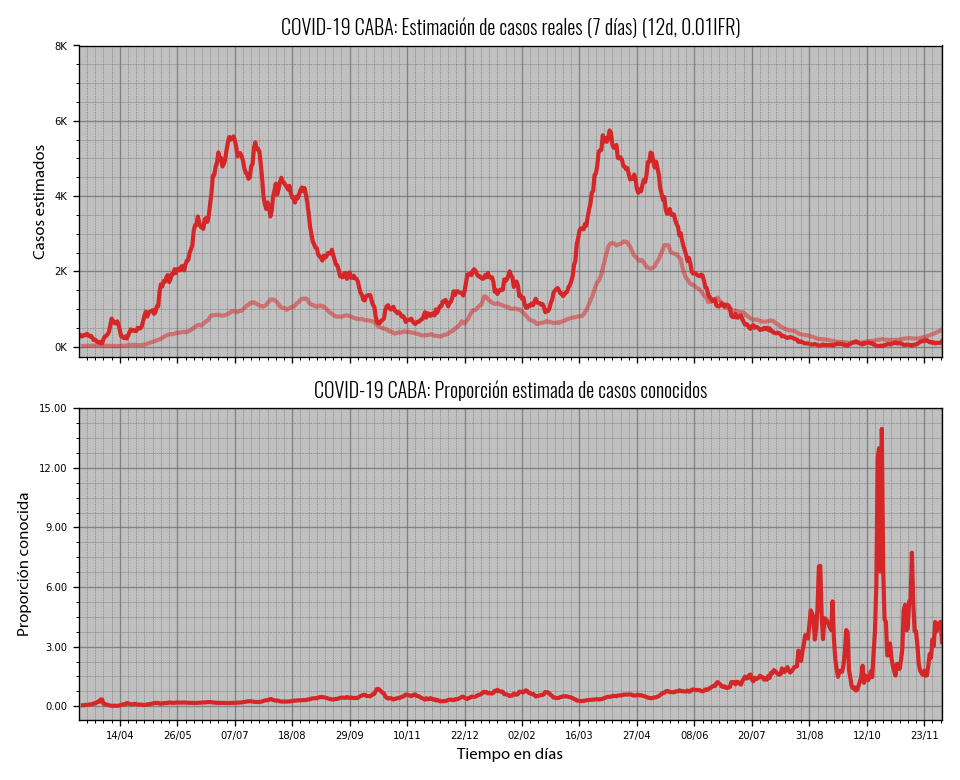 COVID-19 CABA: Estimación de casos reales (7 días) (12d, 0.01IFR)
8K
6K
4K
2K
0K
Casos estimados
COVID-19 CABA: Proporción estimada de casos conocidos
15.00
12.00
9.00
6.00
3.00
0.00
Proporción conocida
14/04 26/05 07/07 18/08 29/09 10/11 22/12 02/02 16/03 27/04 08/06 20/07 31/08 12/10 23/11
Tiempo en días